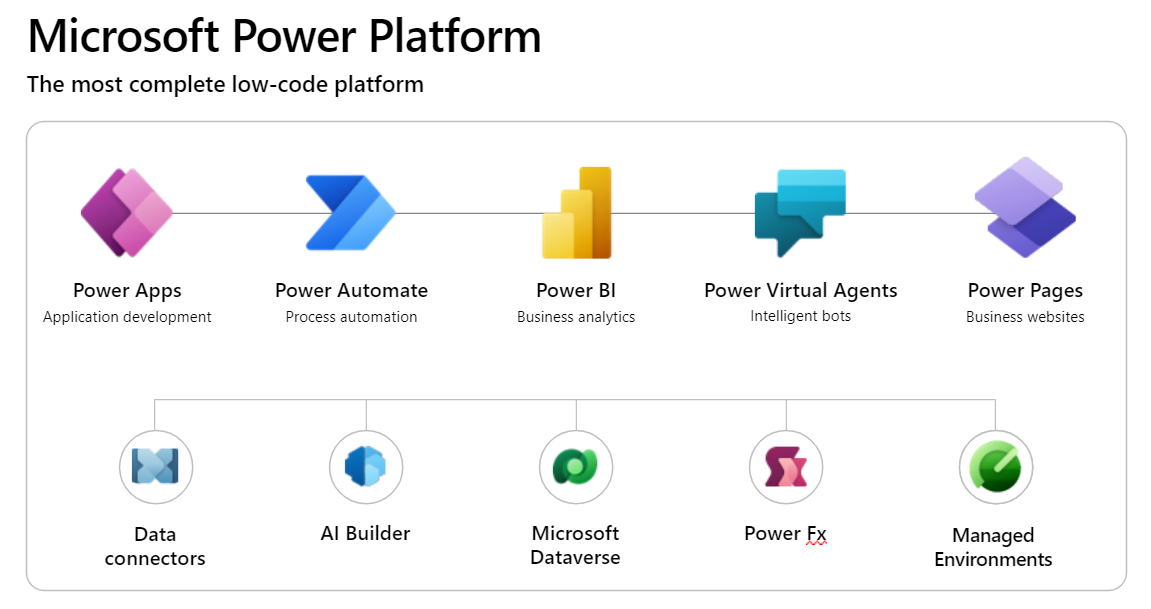 Microsoft Power Platform
The most complete low-code platform
Power Apps
Application development
Power Automate
Process automation
Power BI
Business analytics
Power Virtual Agents
Intelligent bots
Power Pages
Business websites
Data
connectors
AI Builder
Microsoft
Dataverse
Power Fx
Managed
Environments